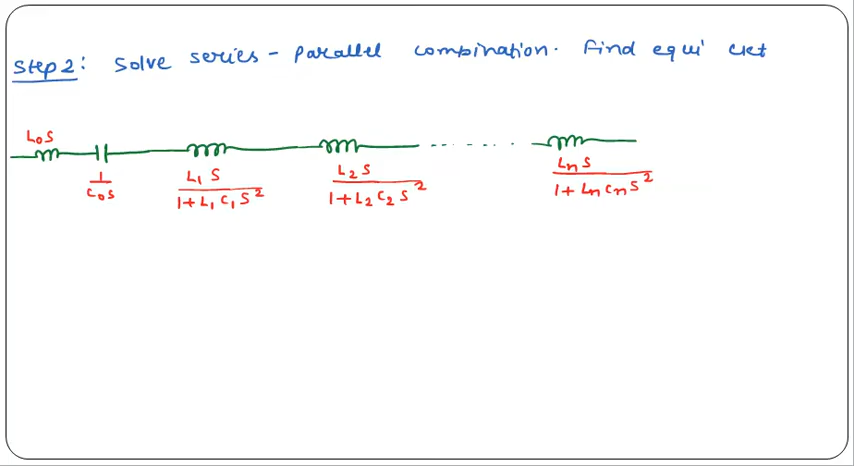 Step 2: Solve series - Parallel combination. Find equi' ckt
L₀S
1/C₀S
L₁S/1+L₁C₁S²
L₂S/1+L₂C₂S²
........
LnS/1+LnCnS²